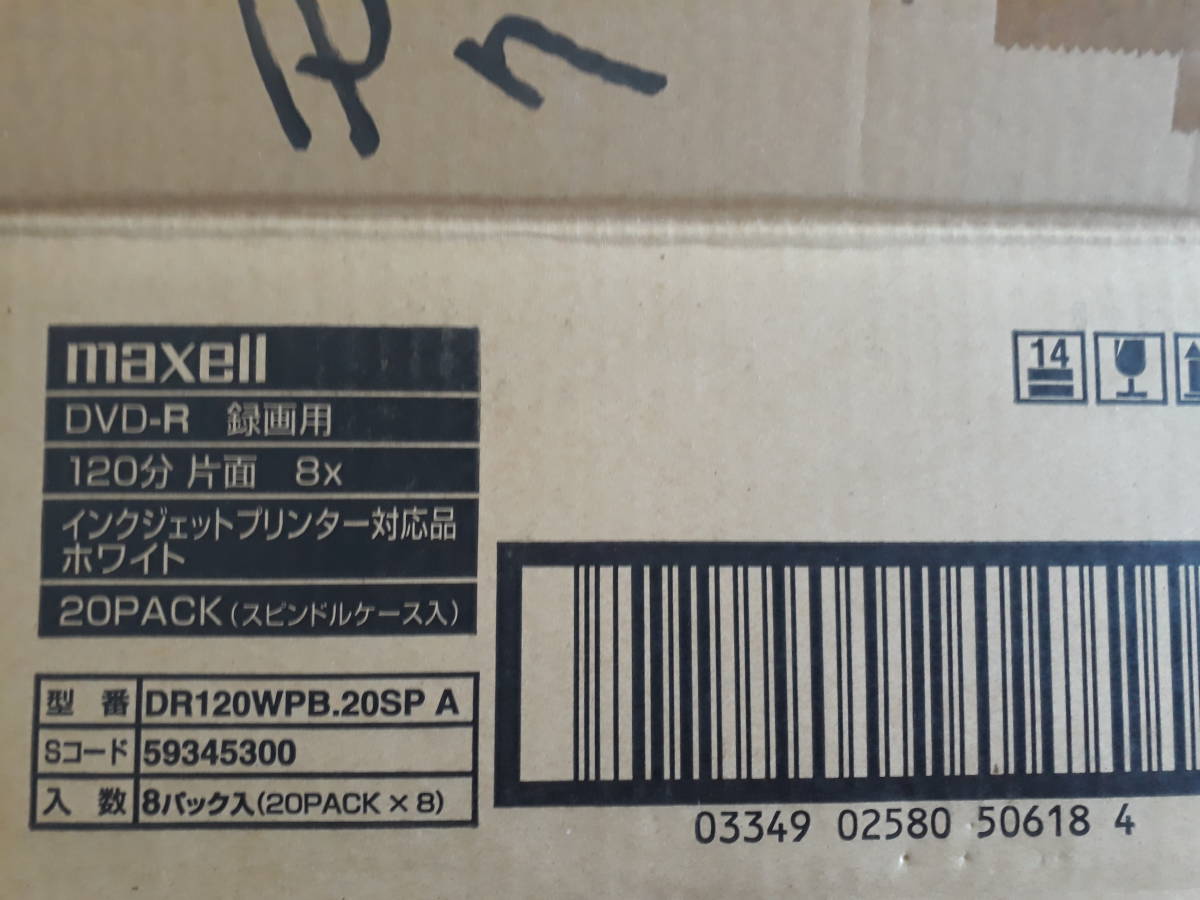 maxell
DVD-R 録画用
120分 片面 8x
インクジェットプリンター対応品
ホワイト
20PACK(スピンドルケース入)
型 番 DR120WPB.20SP A
Sコード 59345300
入 数 8パック入(20PACK × 8)
14
03349 02580 50618 4